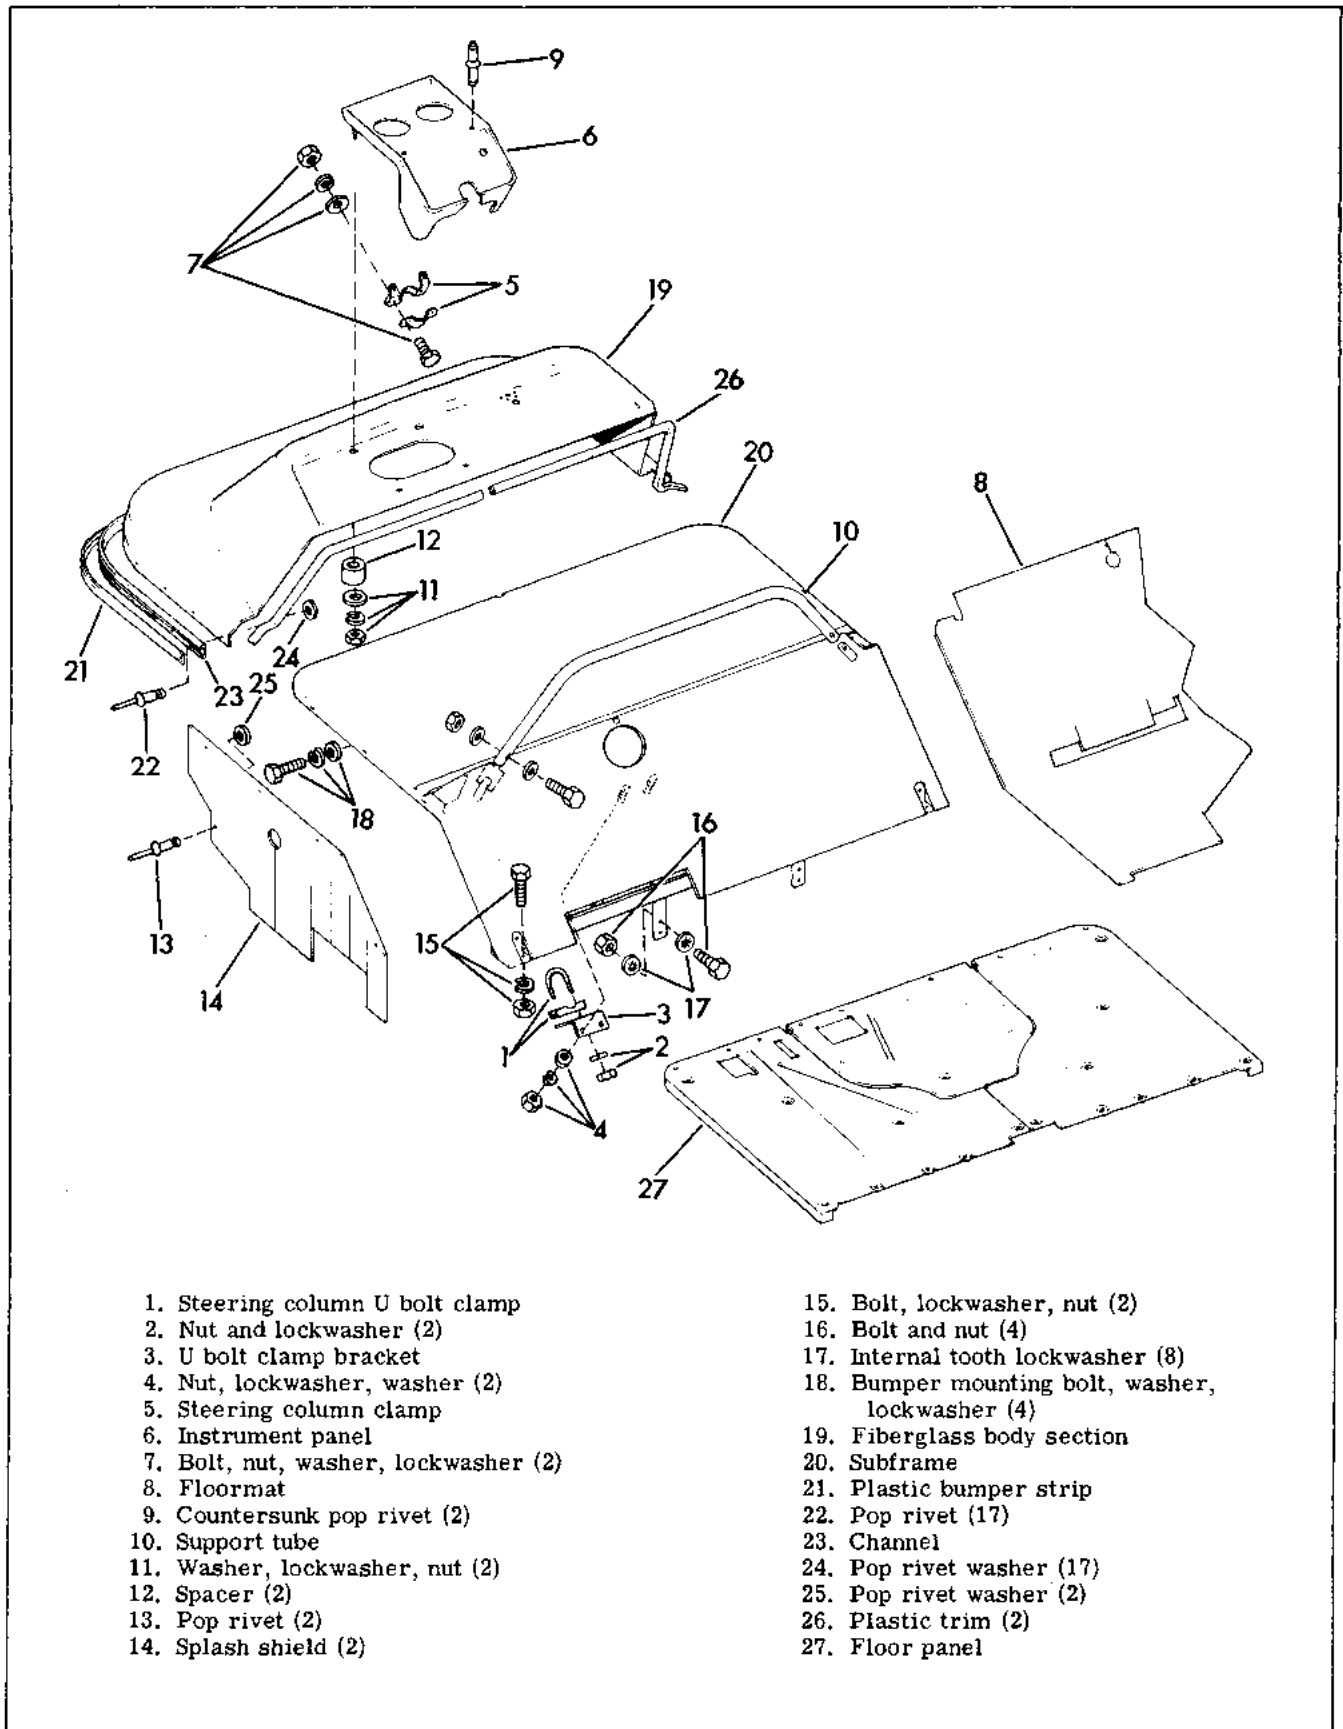 9
6
7
5
19
26
20
8
10
12
11
24
21
23
25
22
18
16
13
15
14
17
3
1
2
4
27
1. Steering column U bolt clamp
2. Nut and lockwasher (2)
3. U bolt clamp bracket
4. Nut, lockwasher, washer (2)
5. Steering column clamp
6. Instrument panel
7. Bolt, nut, washer, lockwasher (2)
8. Floormat
9. Countersunk pop rivet (2)
10. Support tube
11. Washer, lockwasher, nut (2)
12. Spacer (2)
13. Pop rivet (2)
14. Splash shield (2)
15. Bolt, lockwasher, nut (2)
16. Bolt and nut (4)
17. Internal tooth lockwasher (8)
18. Bumper mounting bolt, washer,
lockwasher (4)
19. Fiberglass body section
20. Subframe
21. Plastic bumper strip
22. Pop rivet (17)
23. Channel
24. Pop rivet washer (17)
25. Pop rivet washer (2)
26. Plastic trim (2)
27. Floor panel